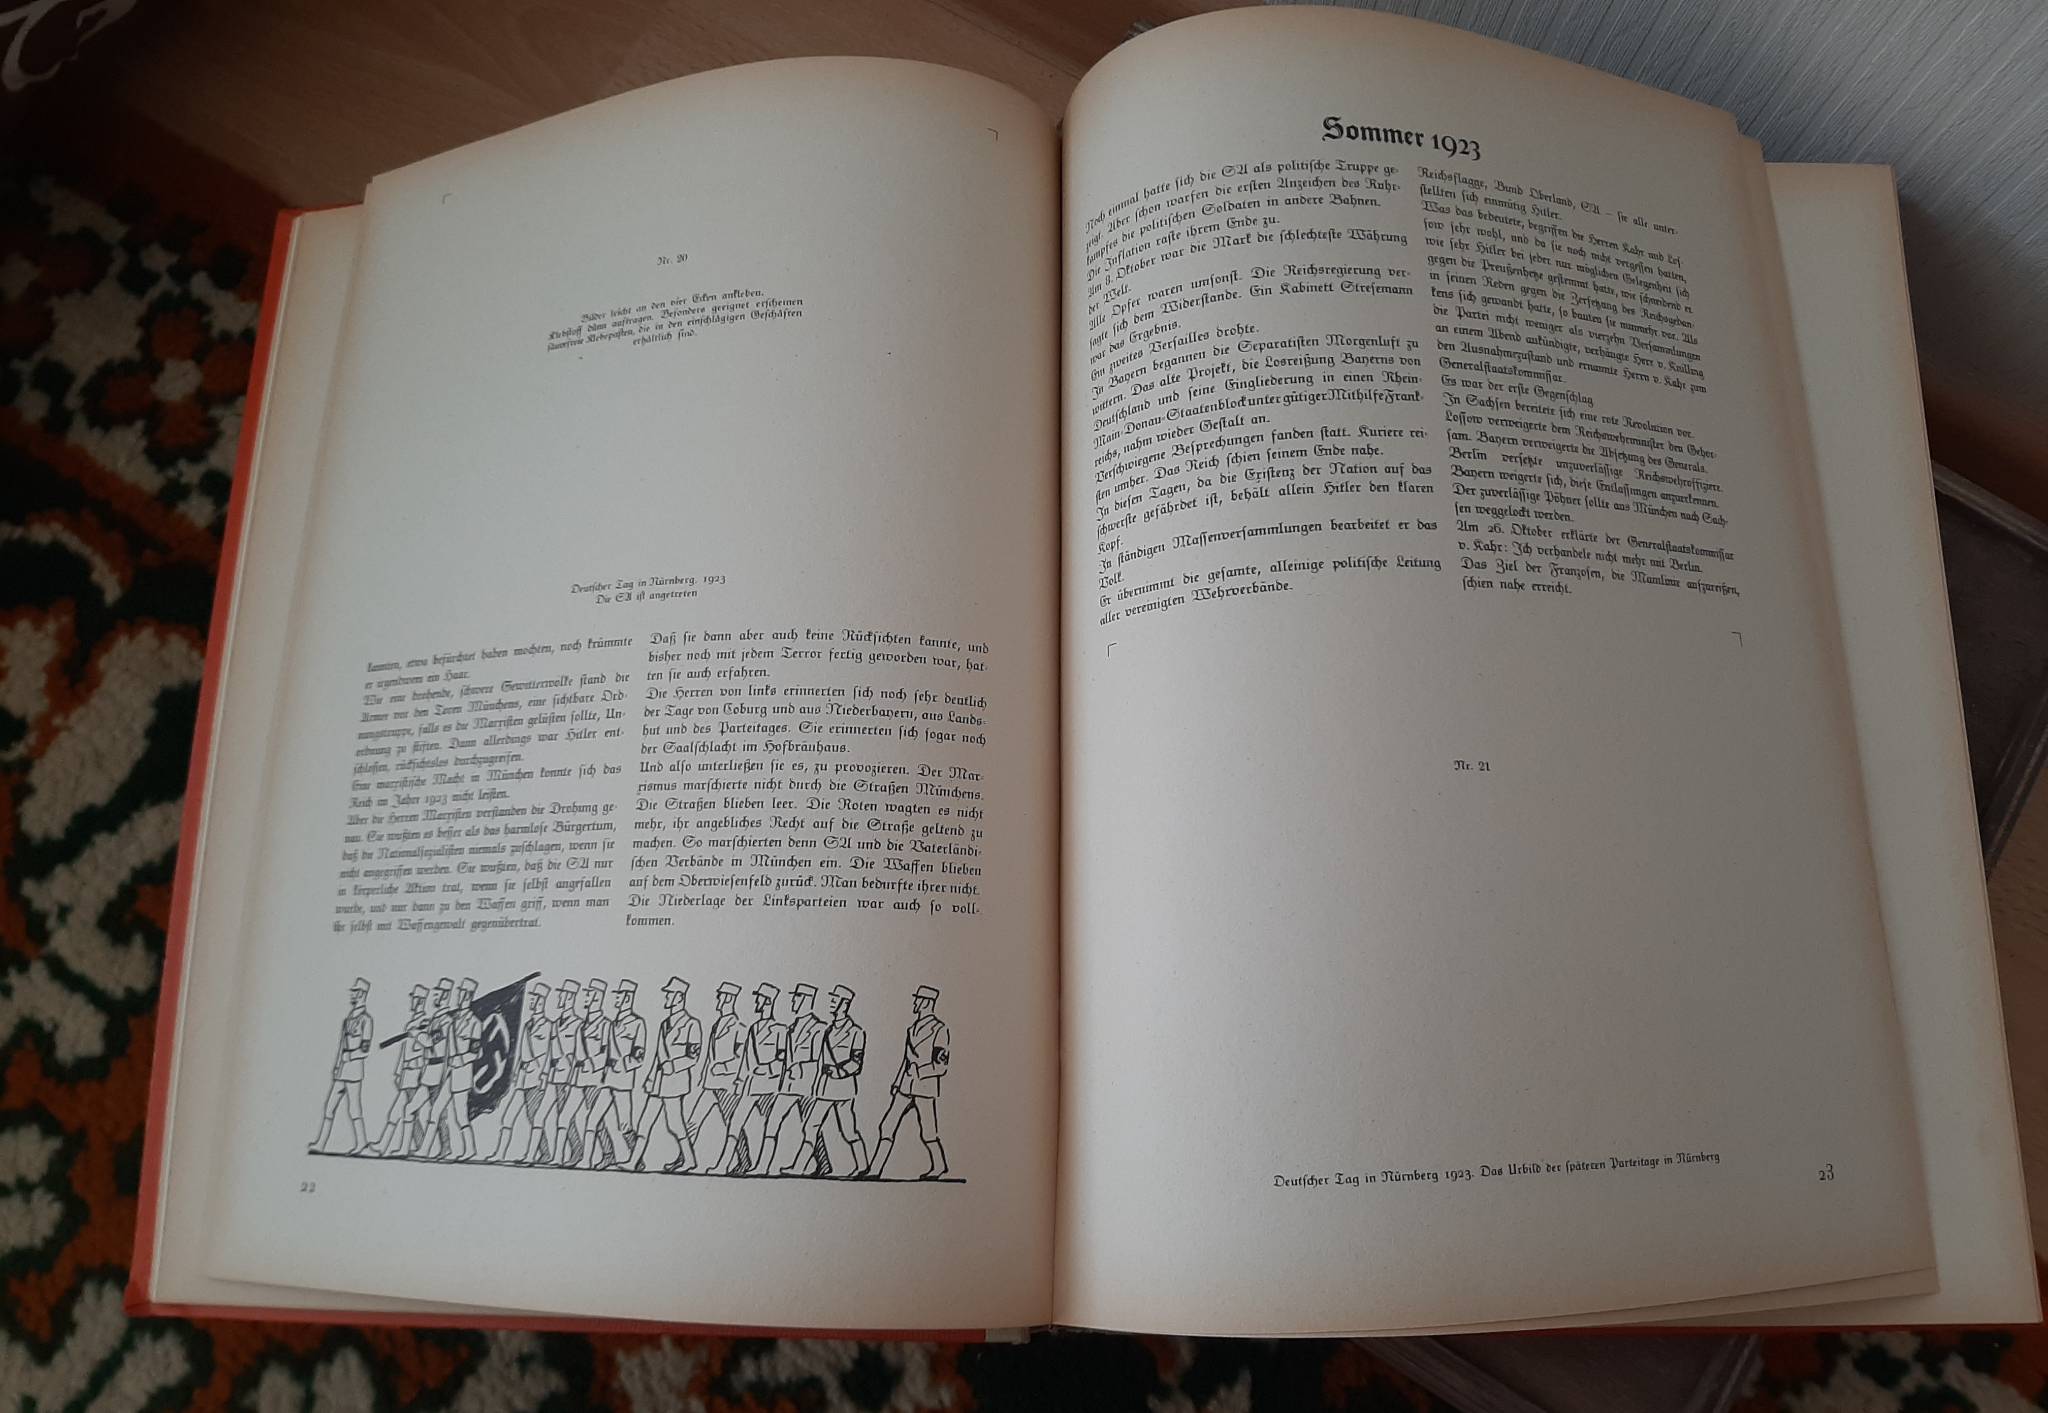 Nr. 20
Bilder leicht an den vier Ecken ankleben.
Klebstoff dünn auftragen. Besonders geeignet erscheinen
säurefreie Klebepasten, die in den einschlägigen Geschäften
erhältlich sind.
Deutscher Tag in Nürnberg. 1923
Die SA ist angetreten
kannten, etwa befürchtet haben mochten, noch krümmte
er irgendwem ein Haar.
Wie eine drohende, schwere Gewitterwolke stand die
Armee vor den Toren Münchens, eine sichtbare Ord-
nungstruppe, falls es die Marxisten gelüsten sollte, Un-
ordnung zu stiften. Dann allerdings war Hitler ent-
schlossen, rücksichtslos durchzugreifen.
Eine marxistische Macht in München konnte sich das
Reich im Jahre 1923 nicht leisten.
Aber die Herren Marxisten verstanden die Drohung ge-
nau. Sie wußten es besser als das harmlose Bürgertum,
daß die Nationalsozialisten niemals zuschlagen, wenn sie
nicht angegriffen werden. Sie wußten, daß die SA nur
in körperliche Aktion trat, wenn sie selbst angefallen
wurde, und nur dann zu den Waffen griff, wenn man
ihr selbst mit Waffengewalt gegenübertrat.
Daß sie dann aber auch keine Rücksichten kannte, und
bisher noch mit jedem Terror fertig geworden war, hat-
ten sie auch erfahren.
Die Herren von links erinnerten sich noch sehr deutlich
der Tage von Coburg und aus Niederbayern, aus Lands-
hut und des Parteitages. Sie erinnerten sich sogar noch
der Saalschlacht im Hofbräuhaus.
Und also unterließen sie es, zu provozieren. Der Mar-
xismus marschierte nicht durch die Straßen Münchens.
Die Straßen blieben leer. Die Roten wagten es nicht
mehr, ihr angebliches Recht auf die Straße geltend zu
machen. So marschierten denn SA und die Vaterländi-
schen Verbände in München ein. Die Waffen blieben
auf dem Oberwiesenfeld zurück. Man bedurfte ihrer nicht.
Die Niederlage der Linksparteien war auch so voll-
kommen.
22
Sommer 1923
Noch einmal hatte sich die SA als politische Truppe ge-
zeigt. Aber schon warfen die ersten Anzeichen des Ruhr-
kampfes die politischen Soldaten in andere Bahnen.
Die Inflation raste ihrem Ende zu.
Am 8. Oktober war die Mark die schlechteste Währung
der Welt.
Alle Opfer waren umsonst. Die Reichsregierung ver-
sagte sich dem Widerstande. Ein Kabinett Stresemann
war das Ergebnis.
Ein zweites Versailles drohte.
In Bayern begannen die Separatisten Morgenluft zu
wittern. Das alte Projekt, die Losreißung Bayerns von
Deutschland und seine Eingliederung in einen Rhein-
Main-Donau-Staatenblock unter gütiger Mithilfe Frank-
reichs, nahm wieder Gestalt an.
Verschwiegene Besprechungen fanden statt. Kuriere rei-
sten umher. Das Reich schien seinem Ende nahe.
In diesen Tagen, da die Existenz der Nation auf das
schwerste gefährdet ist, behält allein Hitler den klaren
Kopf.
In ständigen Massenversammlungen bearbeitet er das
Volk.
Er übernimmt die gesamte, alleinige politische Leitung
aller vereinigten Wehrverbände.
Reichsflagge, Bund Oberland, SA – sie alle unter-
stellten sich einmütig Hitler.
Was das bedeutete, begriffen die Herren Kahr und Los-
sow sehr wohl, und da sie noch nicht vergessen hatten,
wie sehr Hitler bei jeder nur möglichen Gelegenheit sich
gegen die Preußenhetze gestemmt hatte, wie schneidend er
in seinen Reden gegen die Zersetzung des Reichsgedan-
kens sich gewandt hatte, so bauten sie nunmehr vor. Als
die Partei nicht weniger als vierzehn Versammlungen
an einem Abend ankündigte, verhängte Herr v. Knilling
den Ausnahmezustand und ernannte Herrn v. Kahr zum
Generalstaatskommissar.
Es war der erste Gegenschlag
In Sachsen bereitete sich eine rote Revolution vor.
Lossow verweigerte dem Reichswehrminister den Gehor-
sam. Bayern verweigerte die Absetzung des Generals.
Berlin versetzte unzuverlässige Reichswehroffiziere.
Bayern weigerte sich, diese Entlassungen anzuerkennen.
Der zuverlässige Pöhner sollte aus München nach Sach-
sen weggelockt werden.
Am 26. Oktober erklärte der Generalstaatskommissar
v. Kahr: Ich verhandele nicht mehr mit Berlin.
Das Ziel der Franzosen, die Mainlinie aufzureißen,
schien nahe erreicht.
Nr. 21
Deutscher Tag in Nürnberg 1923. Das Urbild der späteren Parteitage in Nürnberg
23